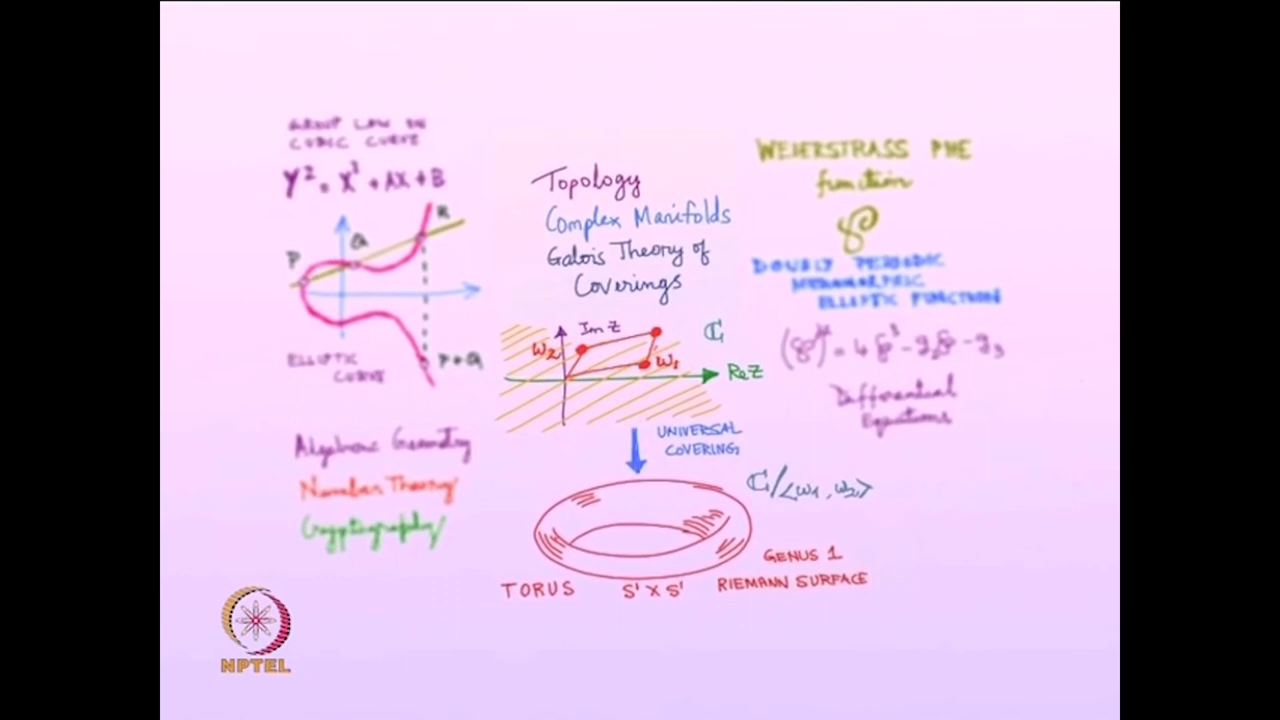 GROUP LAW ON
CUBIC CURVE
Y² = X³ + AX + B
R
Q
P
P+Q
ELLIPTIC
CURVE
Algebraic Geometry
Number Theory
Cryptography
Topology
Complex Manifolds
Galois Theory of
Coverings
Im Z
ℂ
ω₂
ω₁
Re Z
UNIVERSAL
COVERING
ℂ/<ω₁, ω₂>
GENUS 1
TORUS S¹ X S¹ RIEMANN SURFACE
WEIERSTRASS PHE
function
℘
DOUBLY PERIODIC
MEROMORPHIC
ELLIPTIC FUNCTION
(℘')² = 4℘³ - g₂℘ - g₃
Differential
Equations
NPTEL